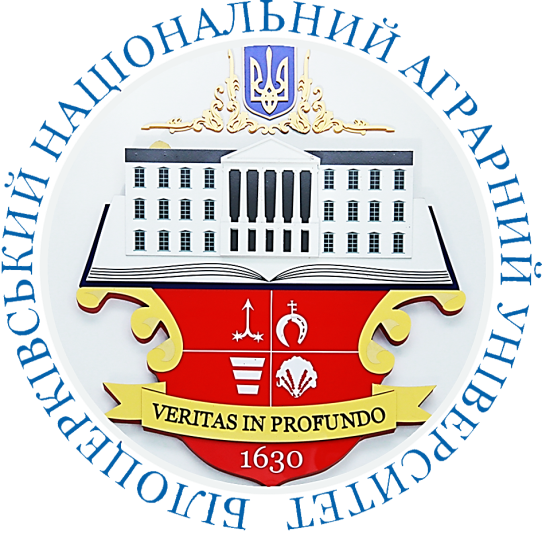 БІЛОЦЕРКІВСЬКИЙ НАЦІОНАЛЬНИЙ АГРАРНИЙ УНІВЕРСИТЕТ
VERITAS IN PROFUNDO
1630